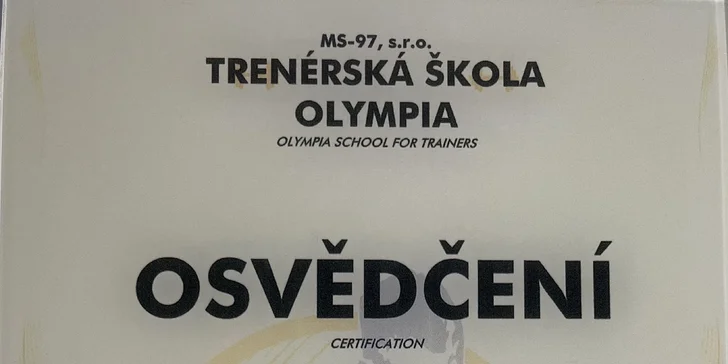 MS-97, s.r.o.
TRENÉRSKÁ ŠKOLA
OLYMPIA
OLYMPIA SCHOOL FOR TRAINERS
OSVĚDČENÍ
CERTIFICATION